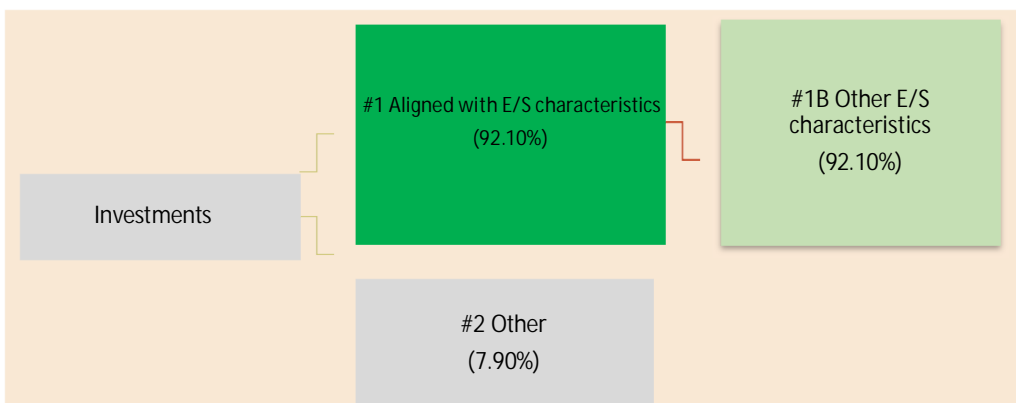 Investments
#1 Aligned with E/S characteristics
(92.10%)
#1B Other E/S
characteristics
(92.10%)
#2 Other
(7.90%)